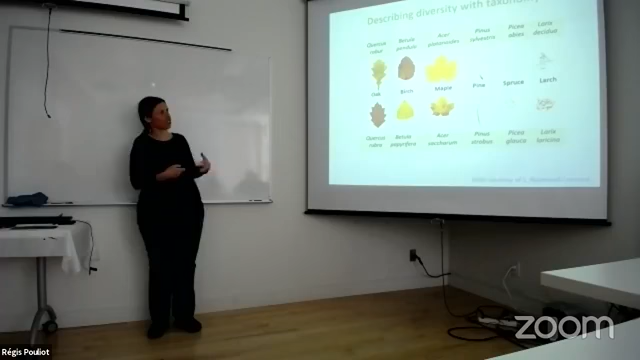 Describing diversity with taxonomy
Quercus robur Betula pendula Acer platanoides Pinus sylvestris Picea abies Larix decidua
Oak Birch Maple Pine Spruce Larch
Quercus rubra Betula papyrifera Acer saccharum Pinus strobus Picea glauca Larix laricina
zoom
Régis Pouliot